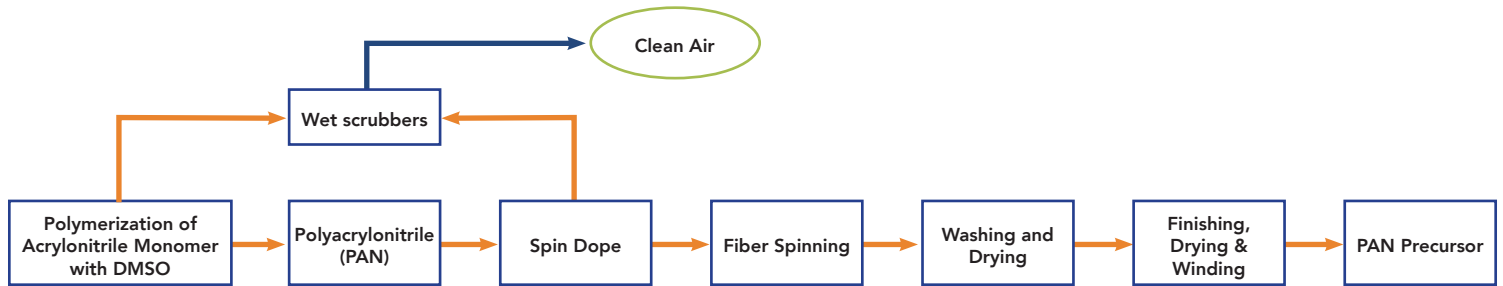 Clean Air
Wet scrubbers
Polymerization of
Acrylonitrile Monomer
with DMSO
Polyacrylonitrile
(PAN)
Spin Dope
Fiber Spinning
Washing and
Drying
Finishing,
Drying &
Winding
PAN Precursor